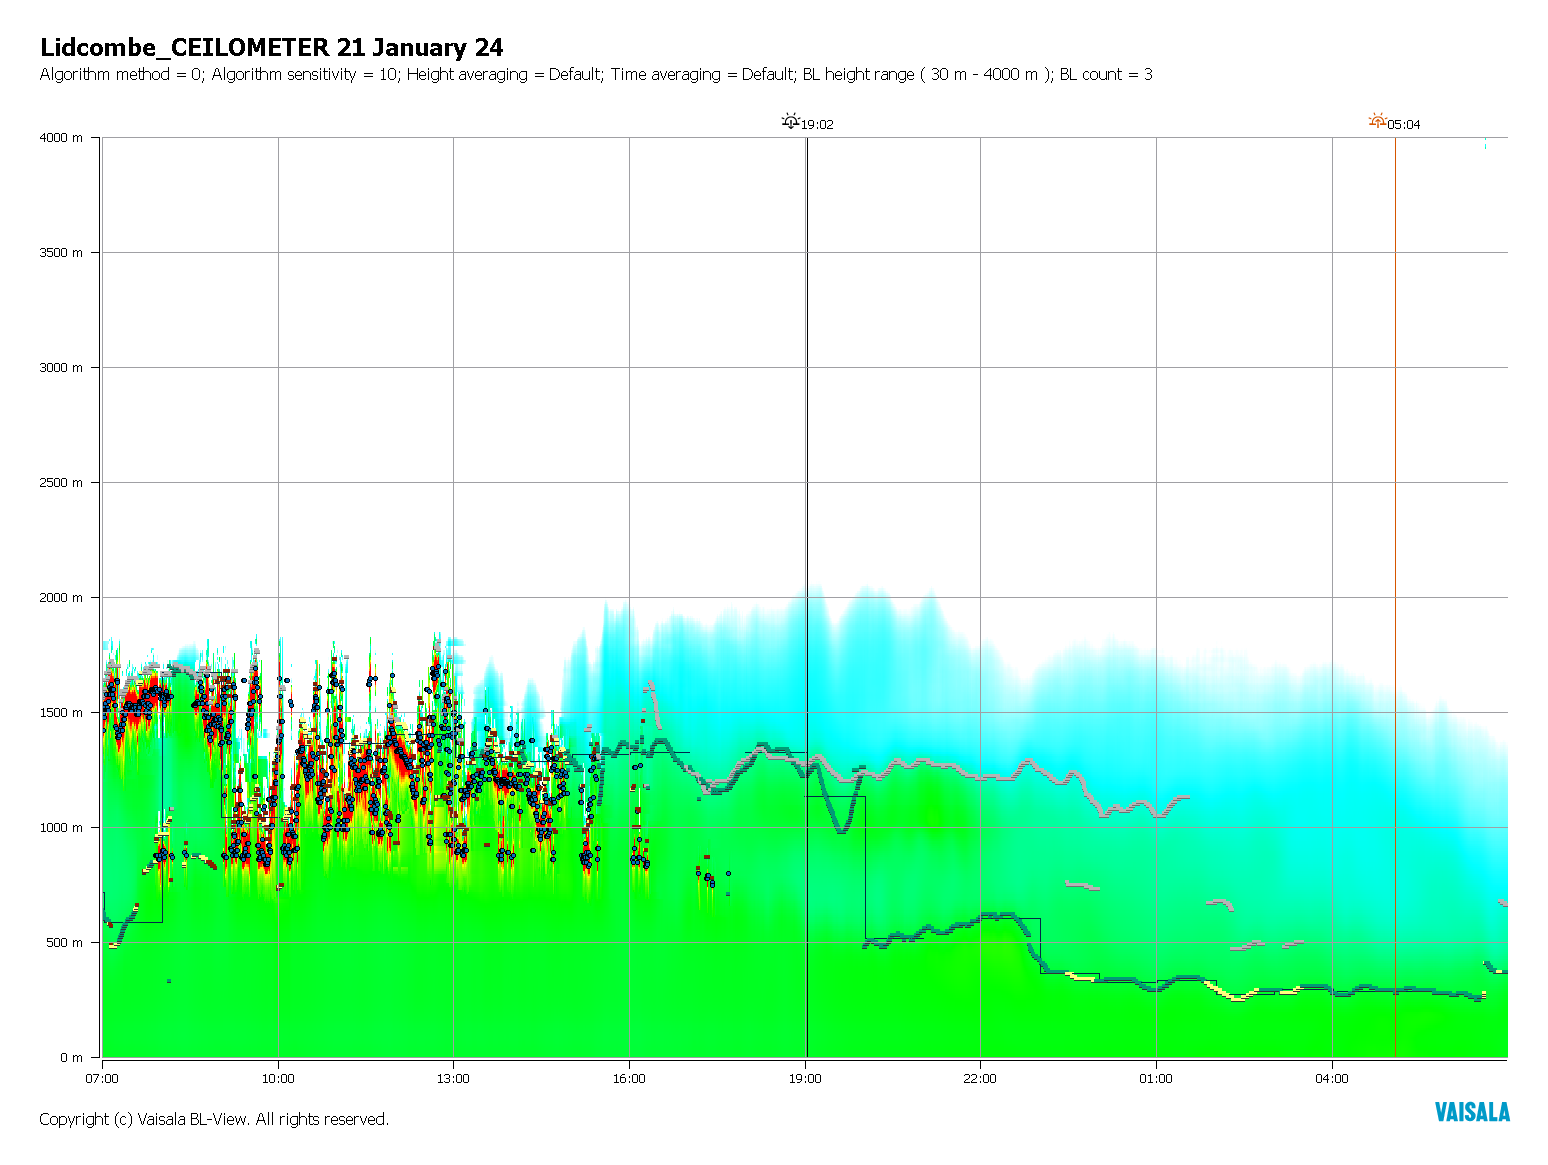 Lidcombe_CEILOMETER 21 January 24
Algorithm method = 0; Algorithm sensitivity = 10; Height averaging = Default; Time averaging = Default; BL height range ( 30 m - 4000 m ); BL count = 3
19:02
05:04
4000 m
3500 m
3000 m
2500 m
2000 m
1500 m
1000 m
500 m
0 m
07:00 10:00 13:00 16:00 19:00 22:00 01:00 04:00
Copyright (c) Vaisala BL-View. All rights reserved.
VAISALA